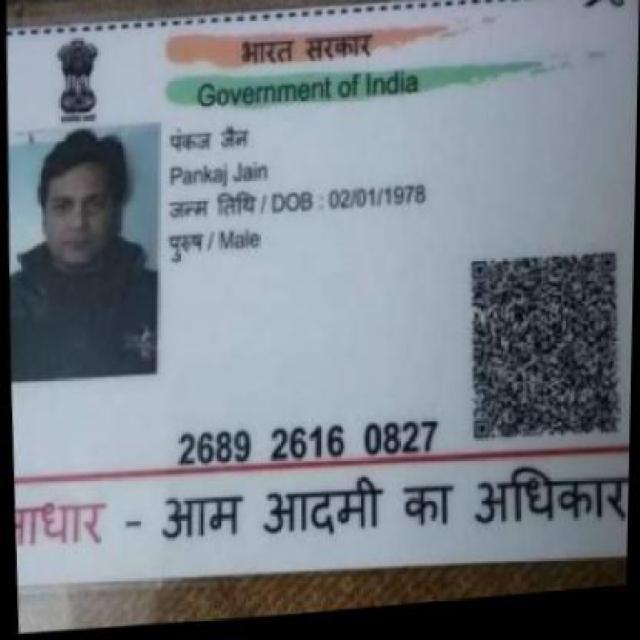 भारत सरकार
Government of India
पंकज जैन
Pankaj Jain
जन्म तिथि / DOB : 02/01/1978
पुरुष / Male
2689 2616 0827
आधार - आम आदमी का अधिकार